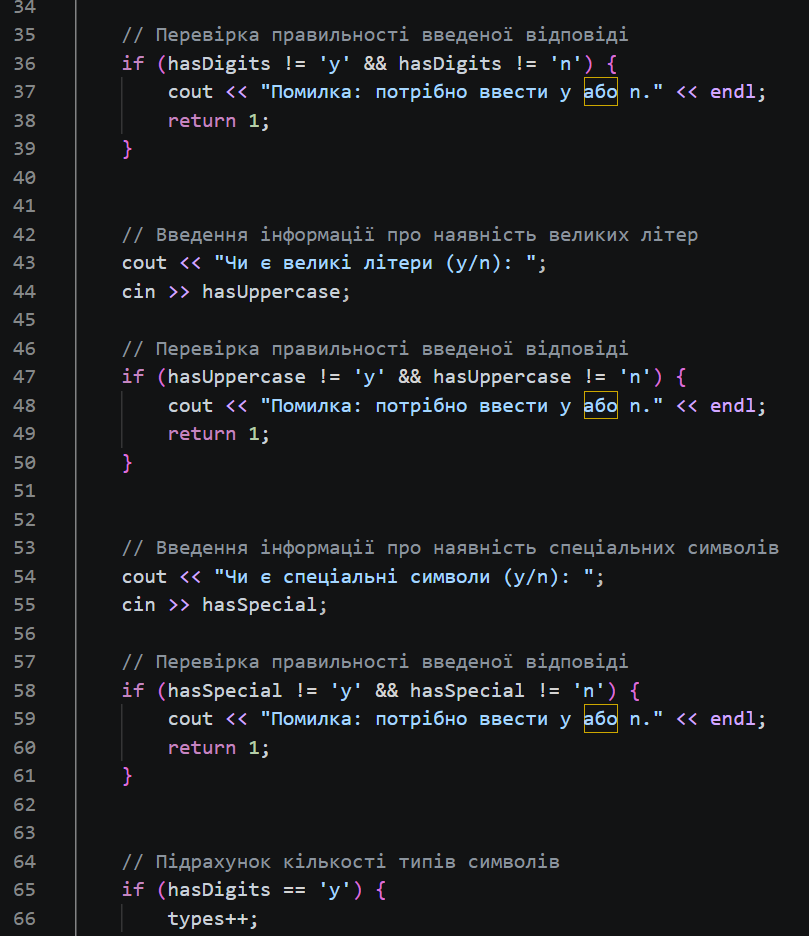 34
35 // Перевірка правильності введеної відповіді
36 if (hasDigits != 'y' && hasDigits != 'n') {
37 cout << "Помилка: потрібно ввести y або n." << endl;
38 return 1;
39 }
40
41
42 // Введення інформації про наявність великих літер
43 cout << "Чи є великі літери (y/n): ";
44 cin >> hasUppercase;
45
46 // Перевірка правильності введеної відповіді
47 if (hasUppercase != 'y' && hasUppercase != 'n') {
48 cout << "Помилка: потрібно ввести y або n." << endl;
49 return 1;
50 }
51
52
53 // Введення інформації про наявність спеціальних символів
54 cout << "Чи є спеціальні символи (y/n): ";
55 cin >> hasSpecial;
56
57 // Перевірка правильності введеної відповіді
58 if (hasSpecial != 'y' && hasSpecial != 'n') {
59 cout << "Помилка: потрібно ввести y або n." << endl;
60 return 1;
61 }
62
63
64 // Підрахунок кількості типів символів
65 if (hasDigits == 'y') {
66 types++;